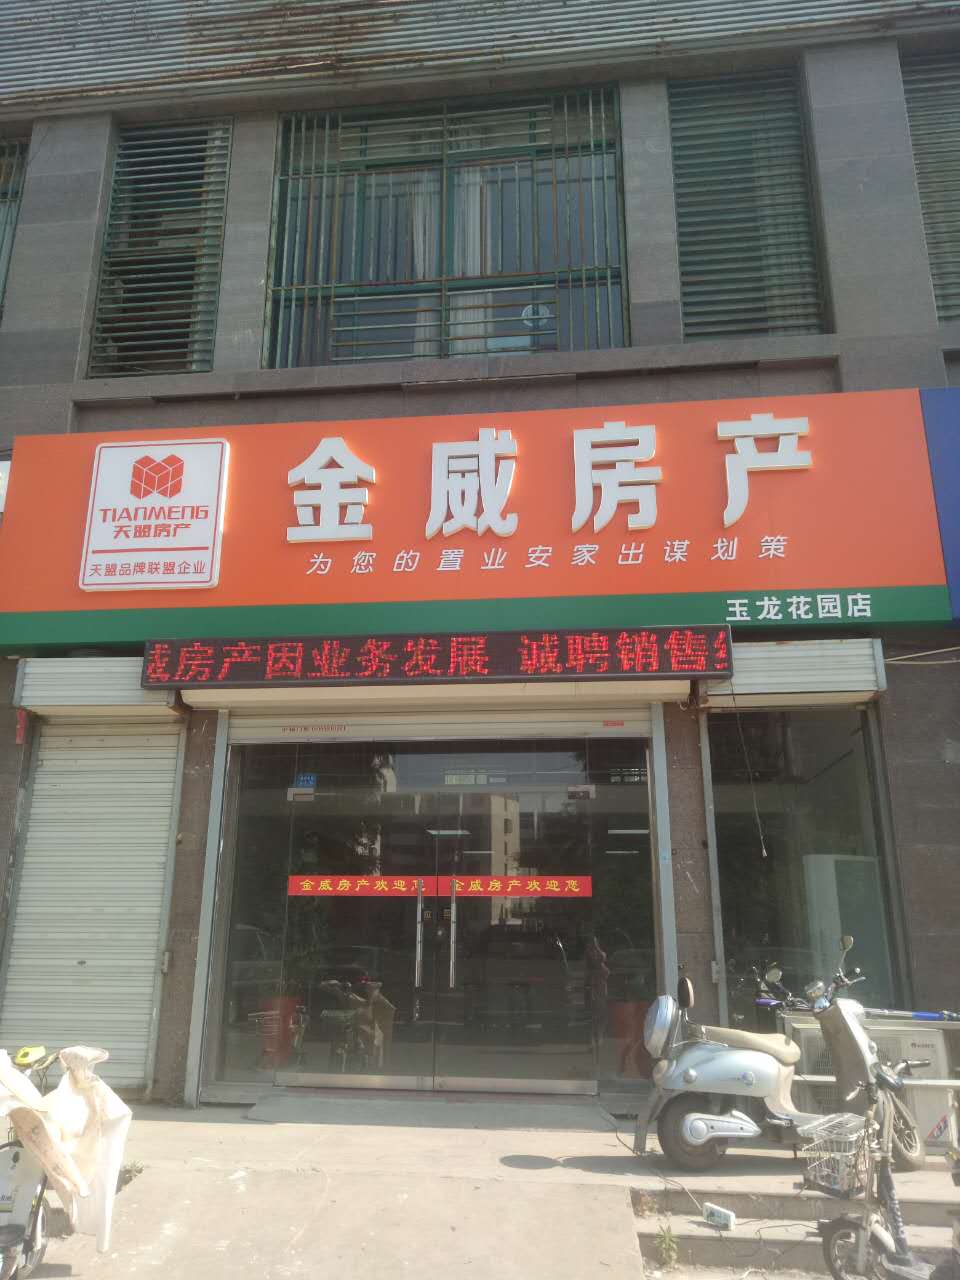 金威房产
TIANMENG
天盟房产
天盟品牌联盟企业
为您的置业安家出谋划策
玉龙花园店
房产因业务发展 诚聘销售
金威房产欢迎您 金威房产欢迎您